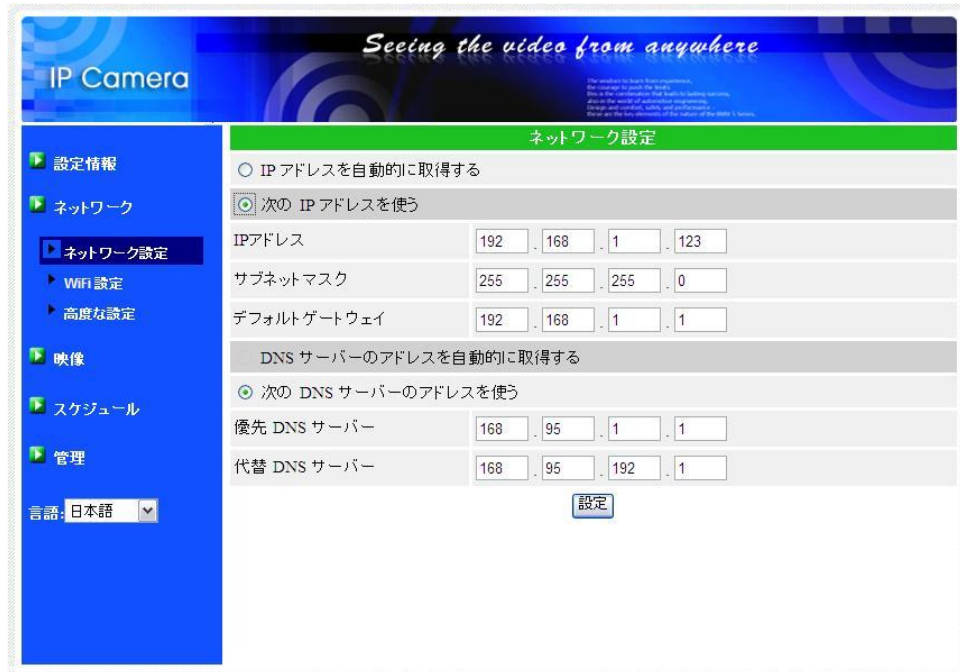 Seeing the video from anywhere
IP Camera
ネットワーク設定
設定情報
ネットワーク
ネットワーク設定
WiFi 設定
高度な設定
映像
スケジュール
管理
言語: 日本語
IP アドレスを自動的に取得する
次の IP アドレスを使う
IPアドレス 192 . 168 . 1 . 123
サブネットマスク 255 . 255 . 255 . 0
デフォルトゲートウェイ 192 . 168 . 1 . 1
DNS サーバーのアドレスを自動的に取得する
次の DNS サーバーのアドレスを使う
優先 DNS サーバー 168 . 95 . 1 . 1
代替 DNS サーバー 168 . 95 . 192 . 1
設定